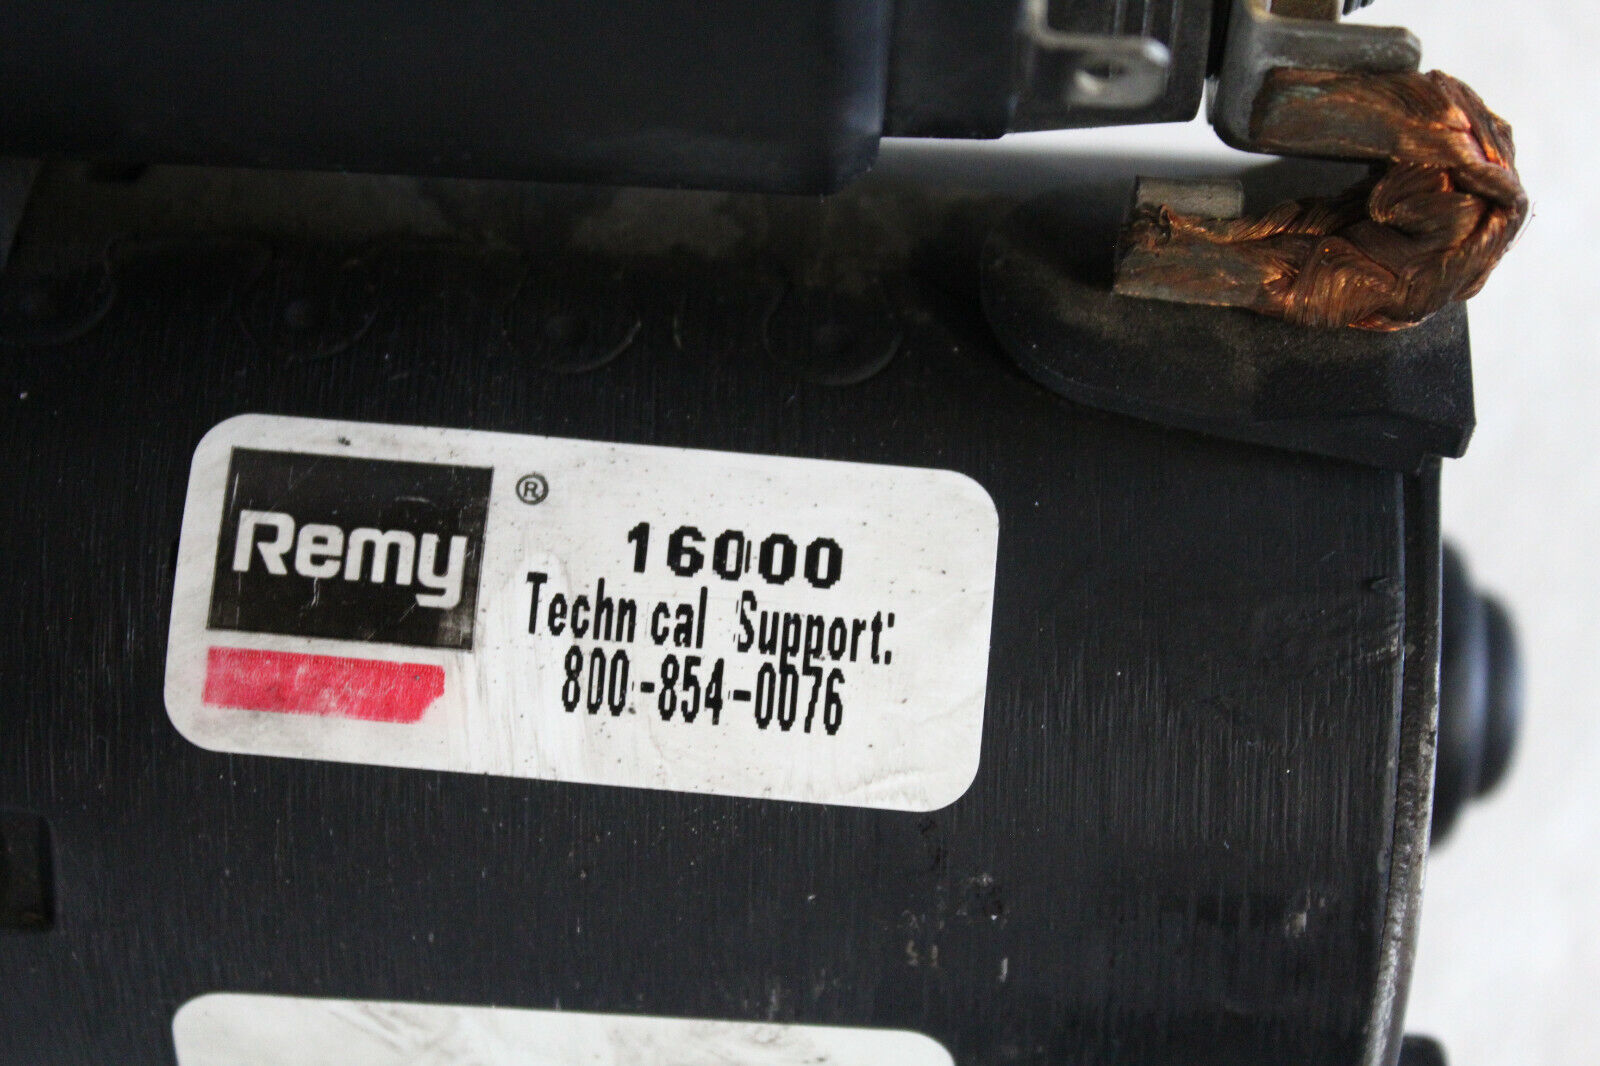 Remy ®
16000
Techn cal Support:
800-854-0076